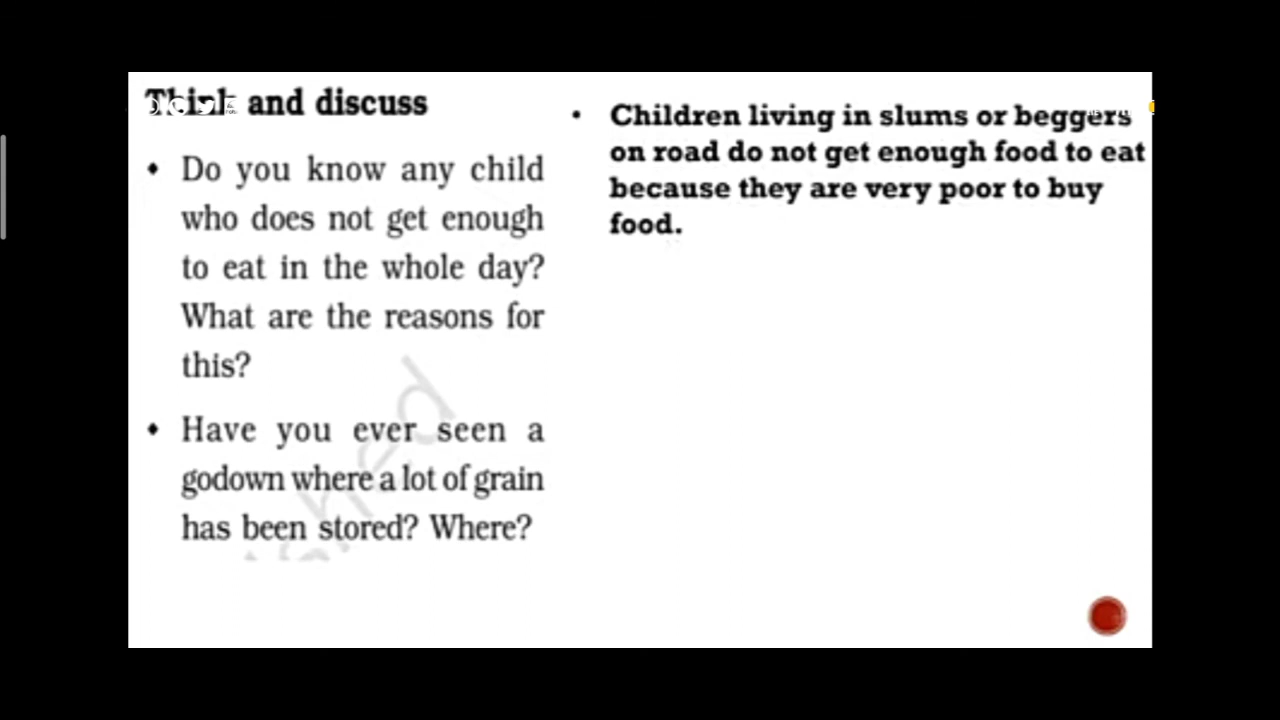 Think and discuss
• Do you know any child
who does not get enough
to eat in the whole day?
What are the reasons for
this?
• Have you ever seen a
godown where a lot of grain
has been stored? Where?
• Children living in slums or beggers
on road do not get enough food to eat
because they are very poor to buy
food.